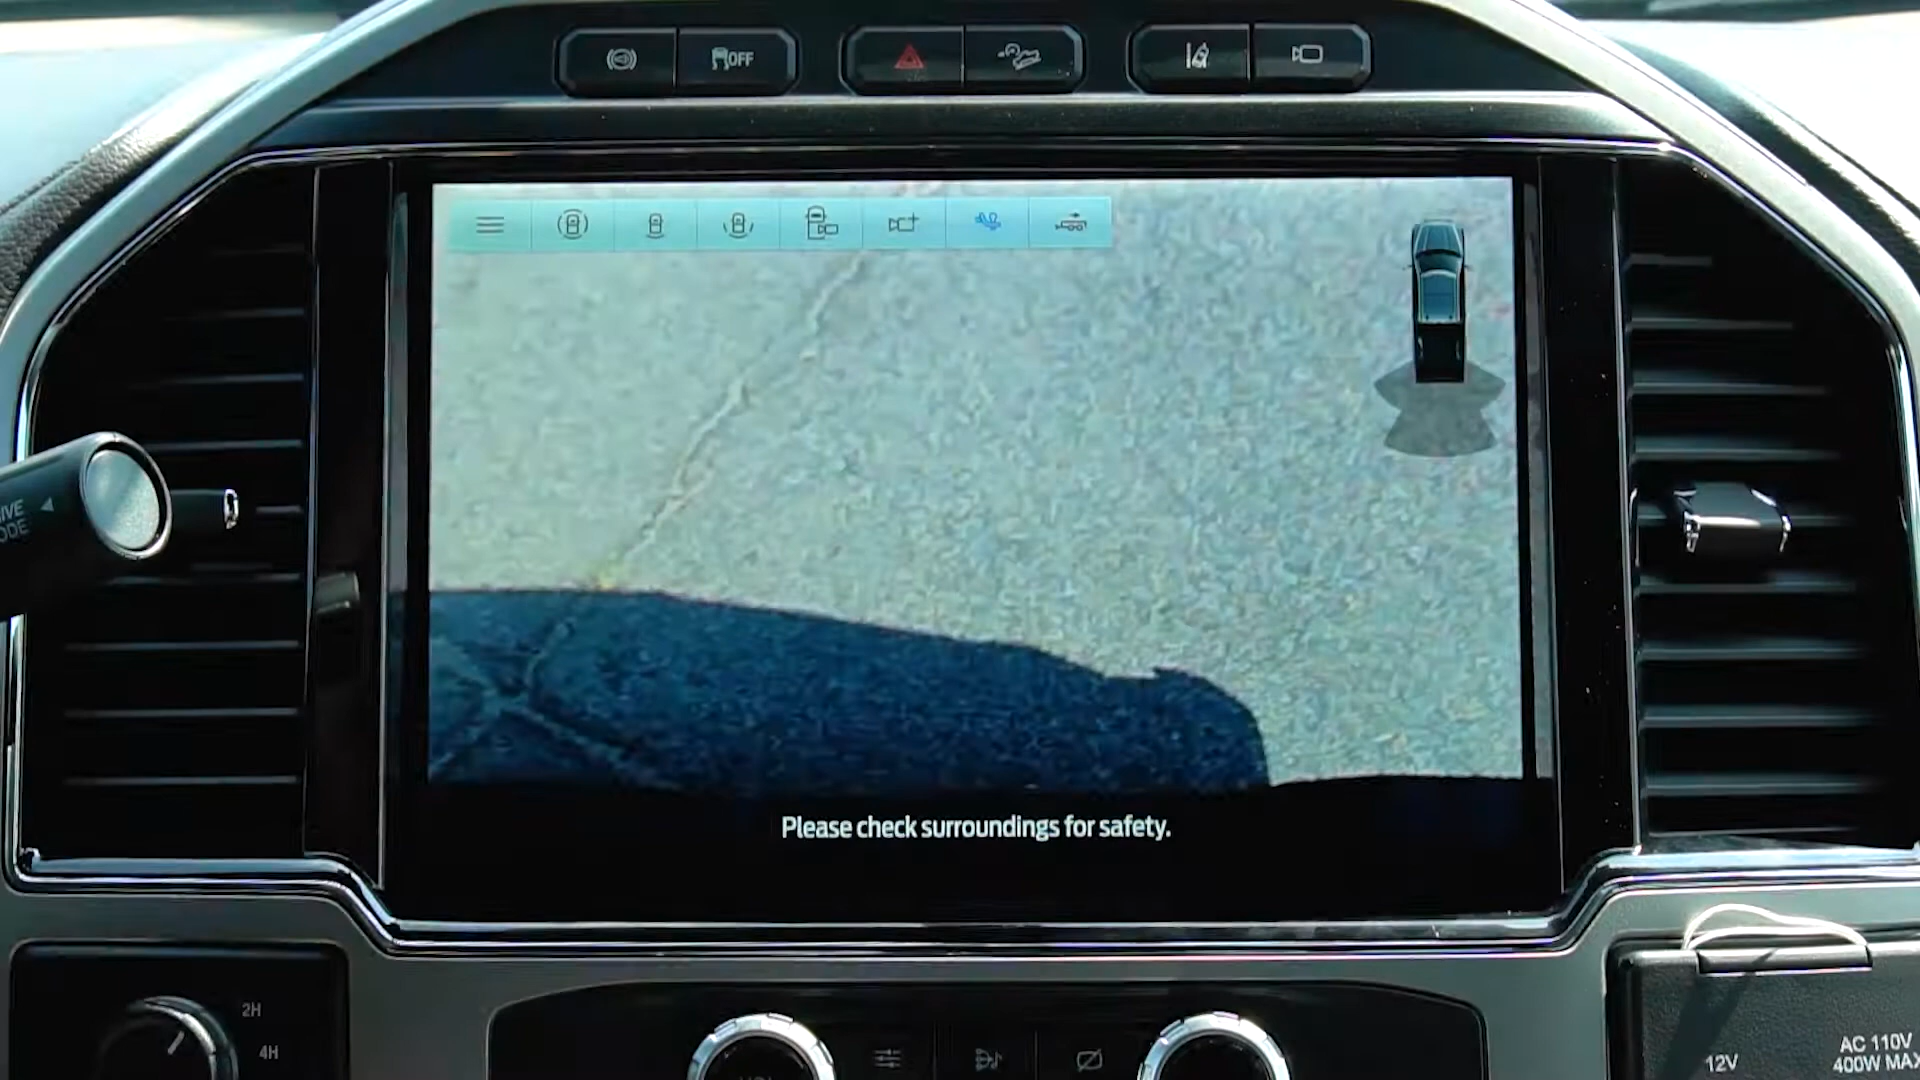 OFF
Please check surroundings for safety.
2H
4H
12V
AC 110V
400W MAX